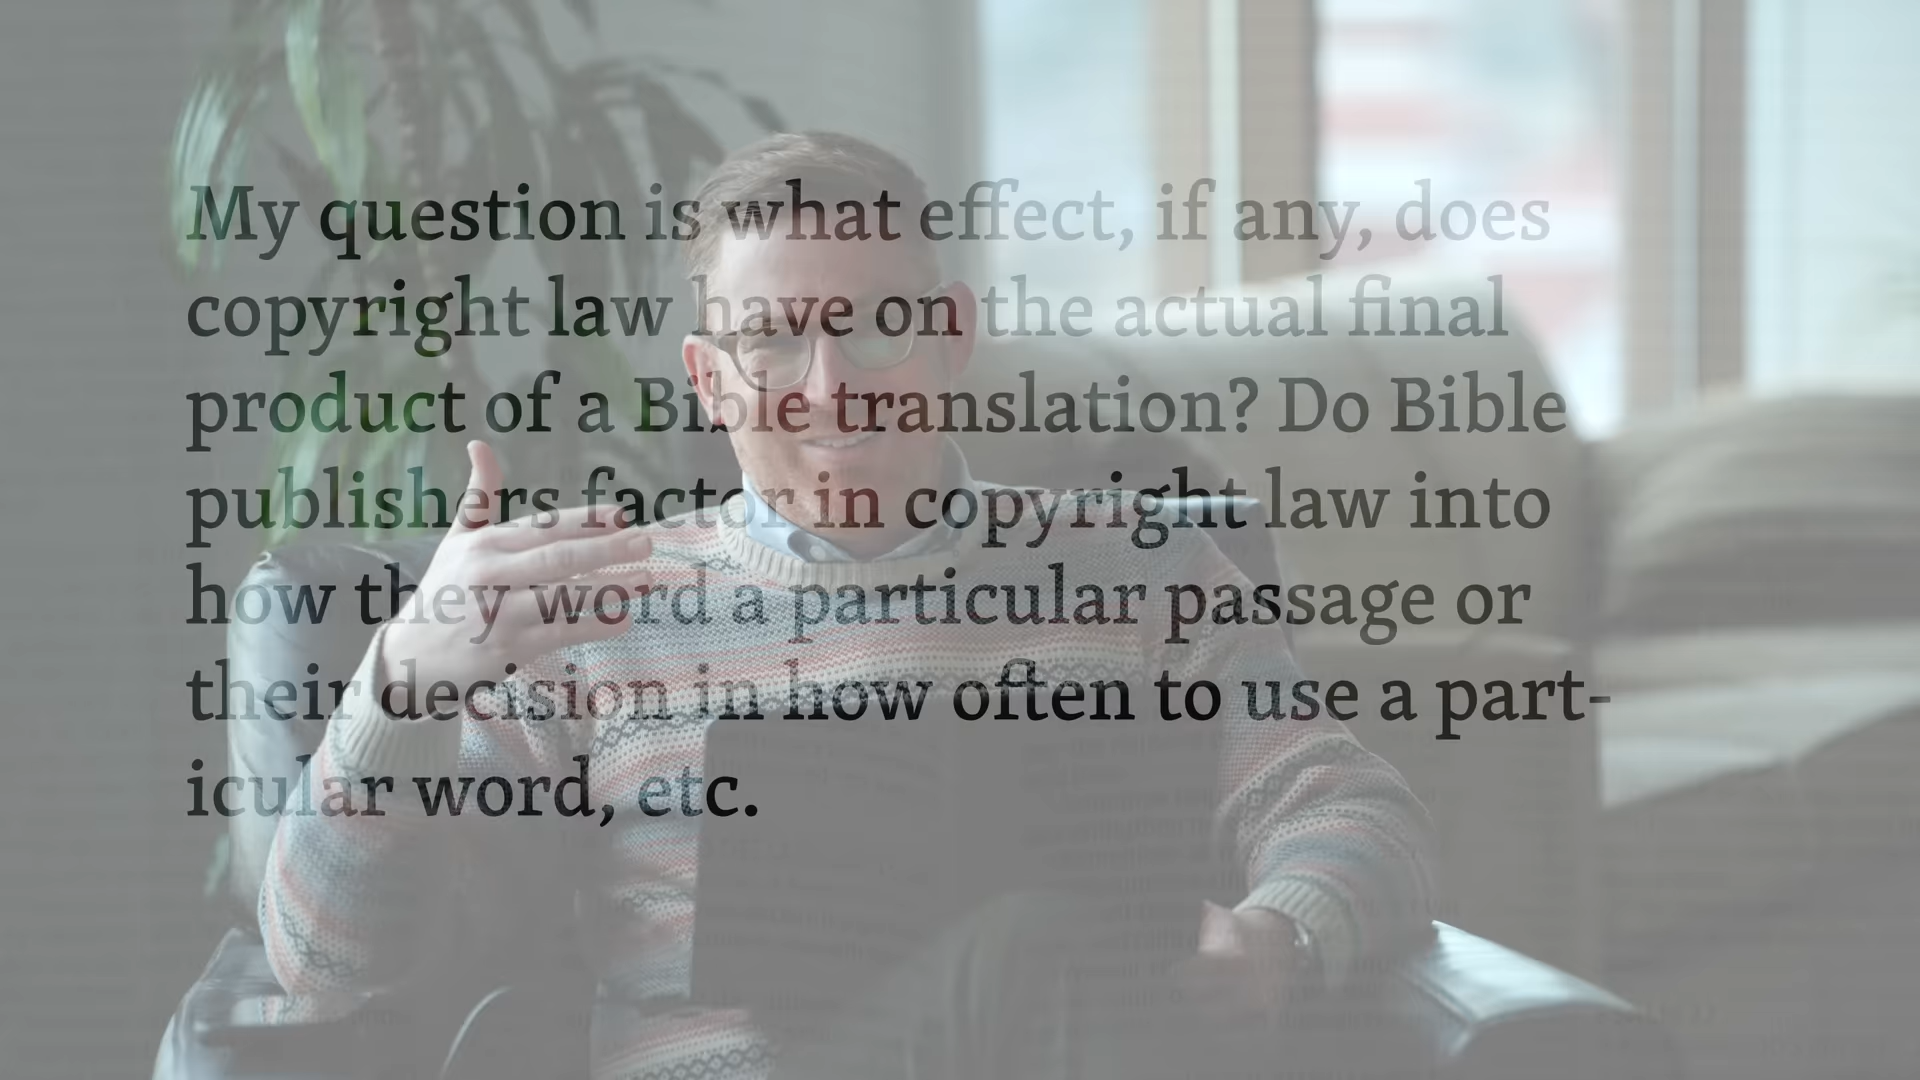 My question is what effect, if any, does
copyright law have on the actual final
product of a Bible translation? Do Bible
publishers factor in copyright law into
how they word a particular passage or
their decision in how often to use a part-
icular word, etc.